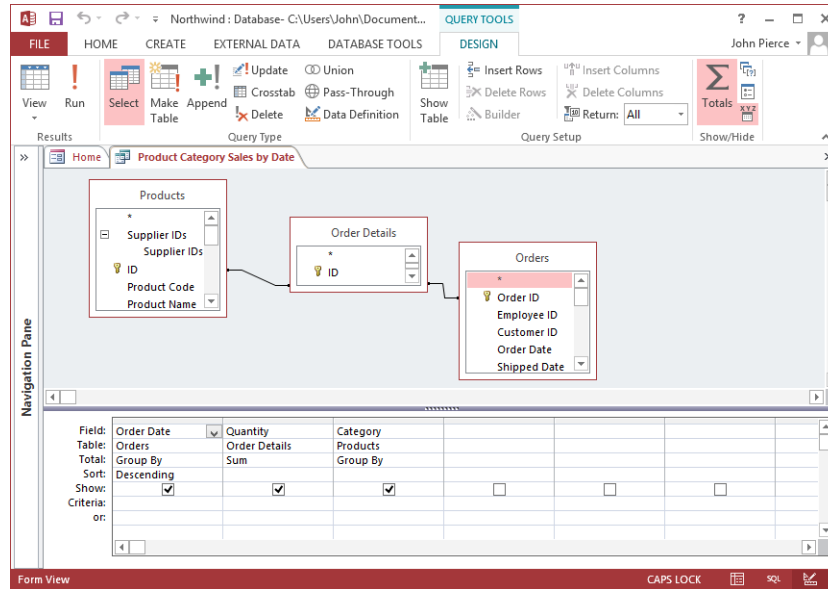 Northwind : Database- C:\Users\John\Document... QUERY TOOLS ?
FILE HOME CREATE EXTERNAL DATA DATABASE TOOLS DESIGN John Pierce
View Run Select Make Table Append Update Union Show Table Insert Rows Insert Columns Totals
Crosstab Pass-Through Delete Rows Delete Columns
Delete Data Definition Builder Return: All
Results Query Type Query Setup Show/Hide
Home Product Category Sales by Date
Products
*
Supplier IDs
Supplier IDs
ID
Product Code
Product Name
Order Details
*
ID
Orders
*
Order ID
Employee ID
Customer ID
Order Date
Shipped Date
Navigation Pane
Field: Order Date Quantity Category
Table: Orders Order Details Products
Total: Group By Sum Group By
Sort: Descending
Show:
Criteria:
or:
Form View CAPS LOCK SQL